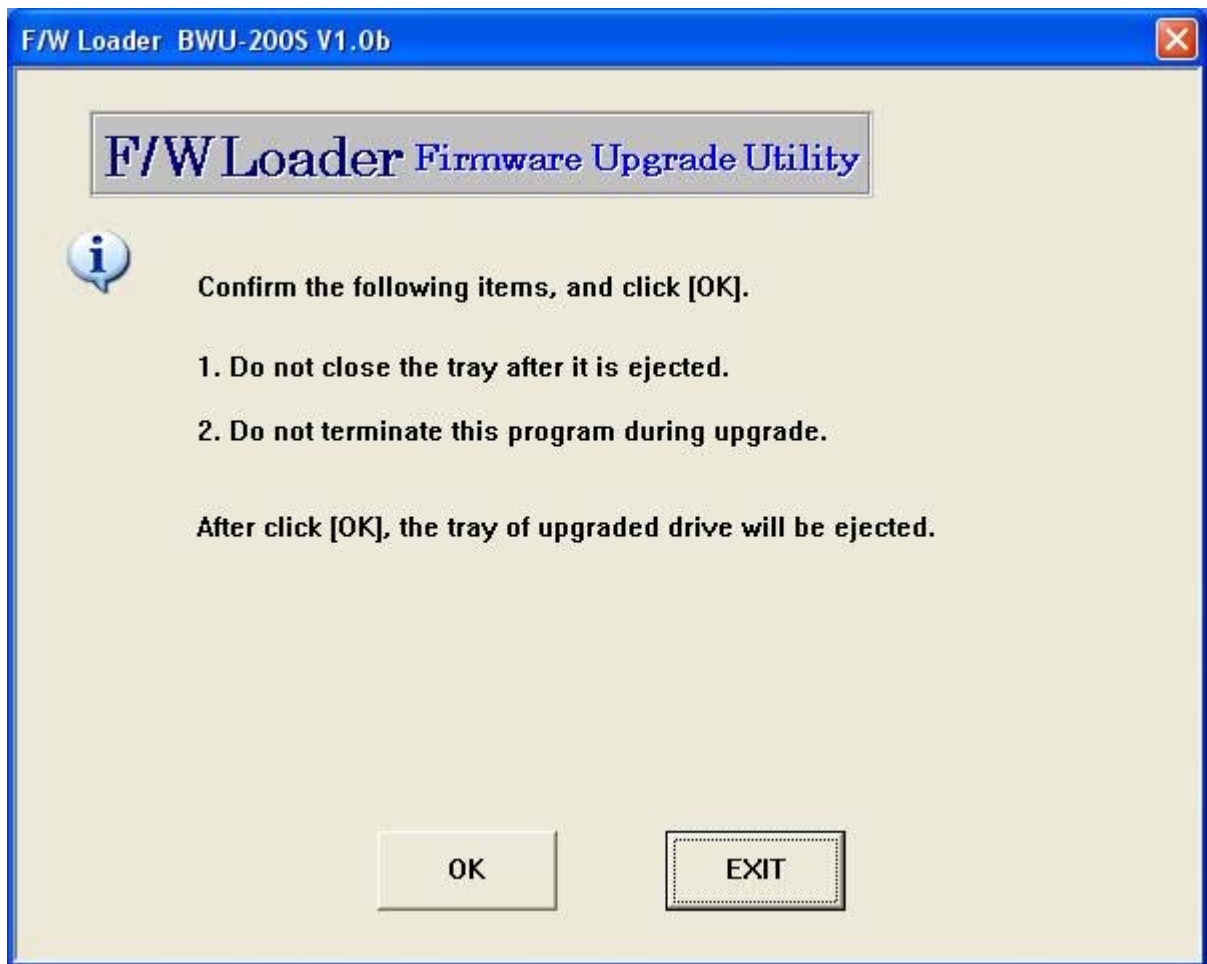 F/W Loader BWU-200S V1.0b
F/W Loader Firmware Upgrade Utility
Confirm the following items, and click [OK].
1. Do not close the tray after it is ejected.
2. Do not terminate this program during upgrade.
After click [OK], the tray of upgraded drive will be ejected.
OK EXIT